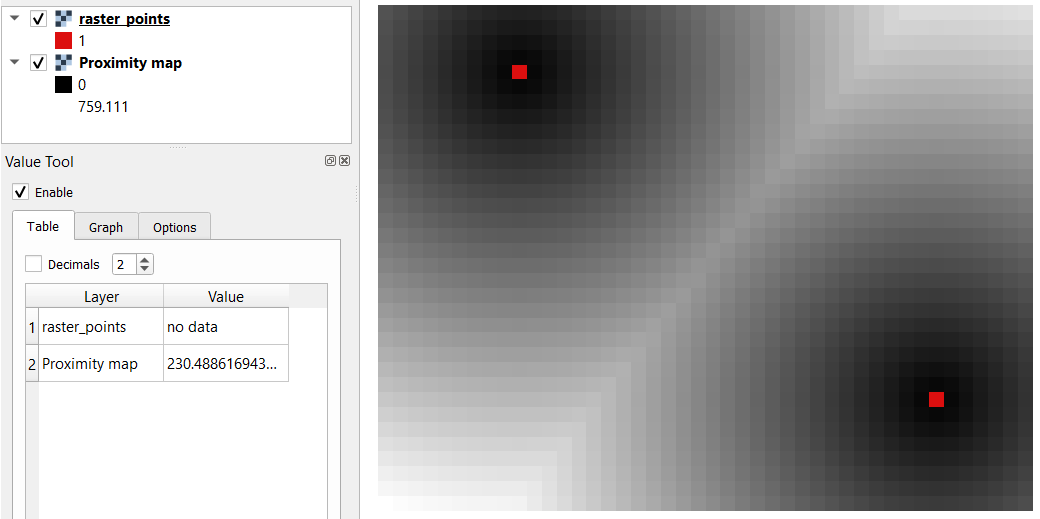 raster_points
1
Proximity map
0
759.111
Value Tool
Enable
Table Graph Options
Decimals 2
Layer Value
1 raster_points no data
2 Proximity map 230.488616943...